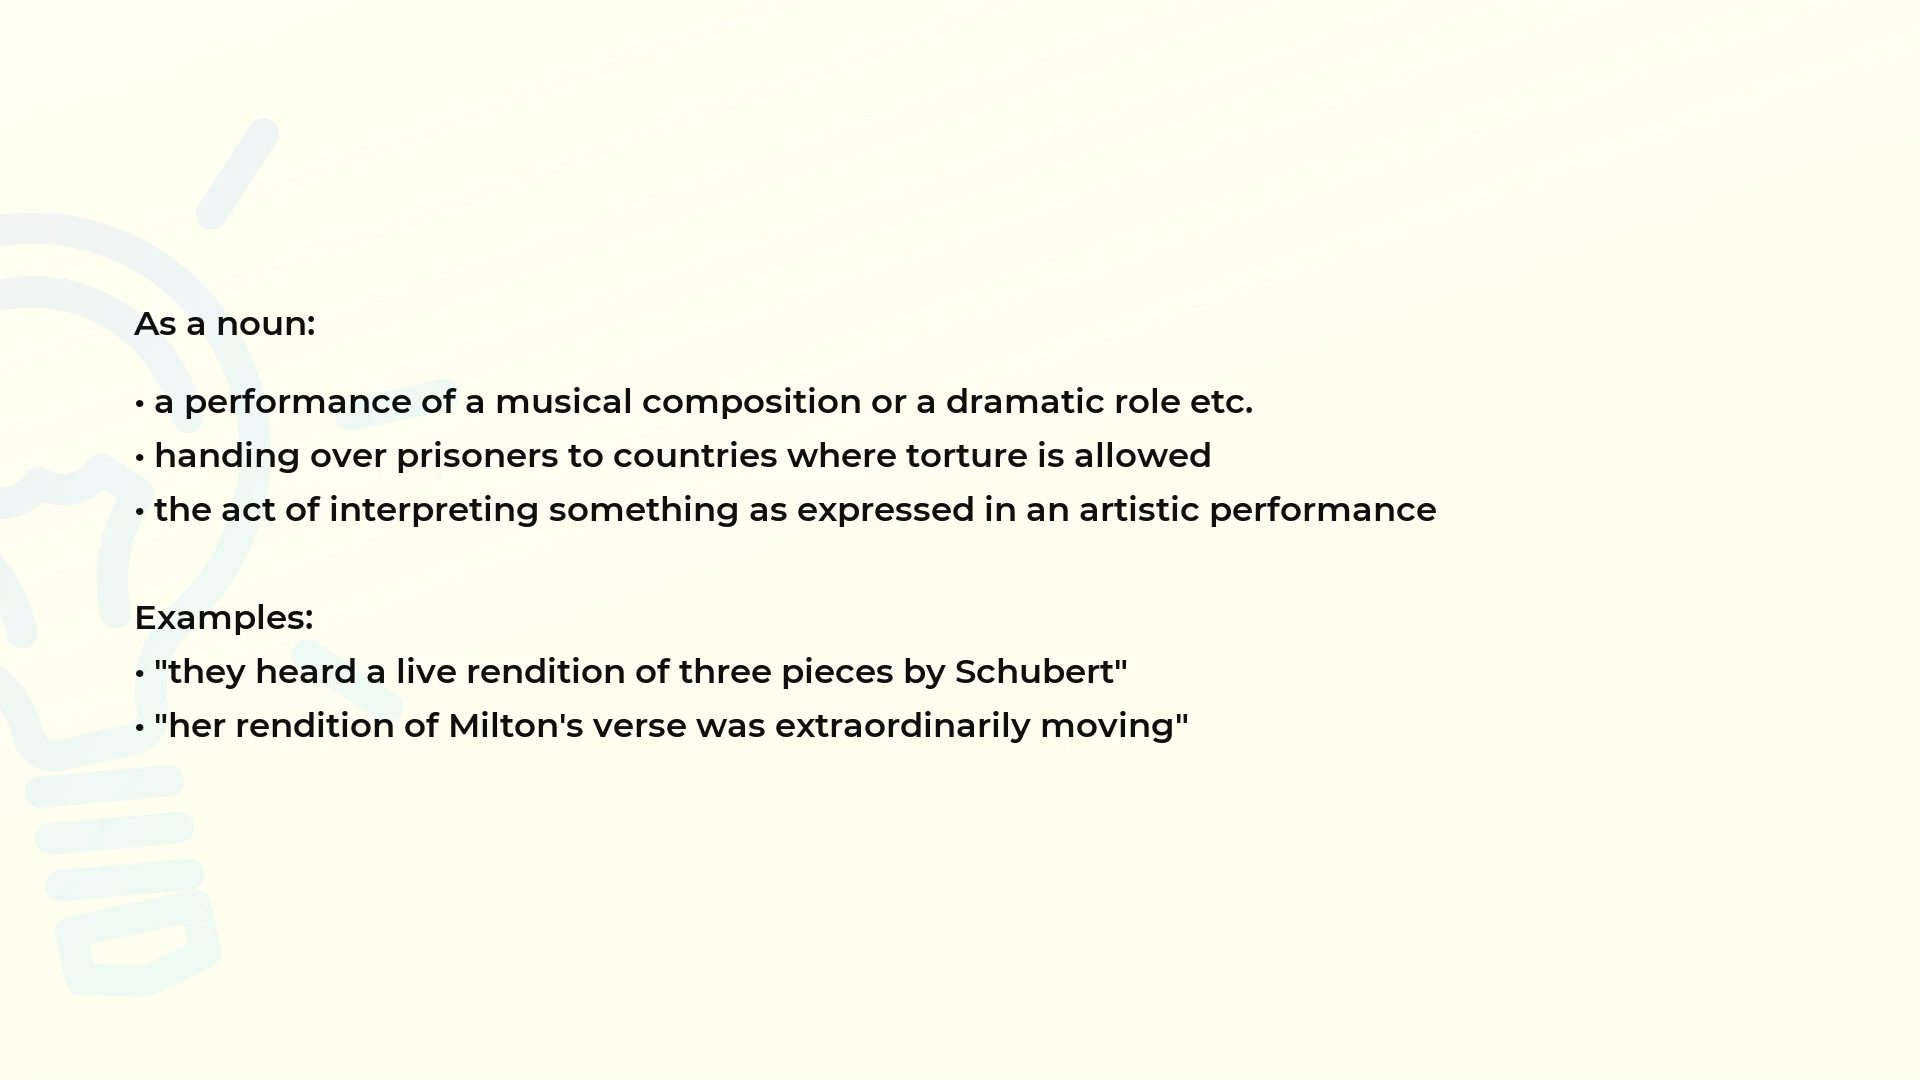 As a noun:
• a performance of a musical composition or a dramatic role etc.
• handing over prisoners to countries where torture is allowed
• the act of interpreting something as expressed in an artistic performance
Examples:
• "they heard a live rendition of three pieces by Schubert"
• "her rendition of Milton's verse was extraordinarily moving"